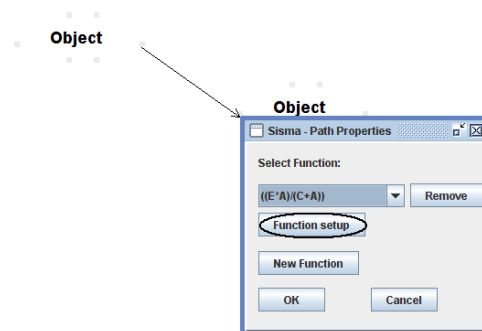 Object
Object
Sisma - Path Properties
Select Function:
((E*A)/(C+A))
Remove
Function setup
New Function
OK Cancel